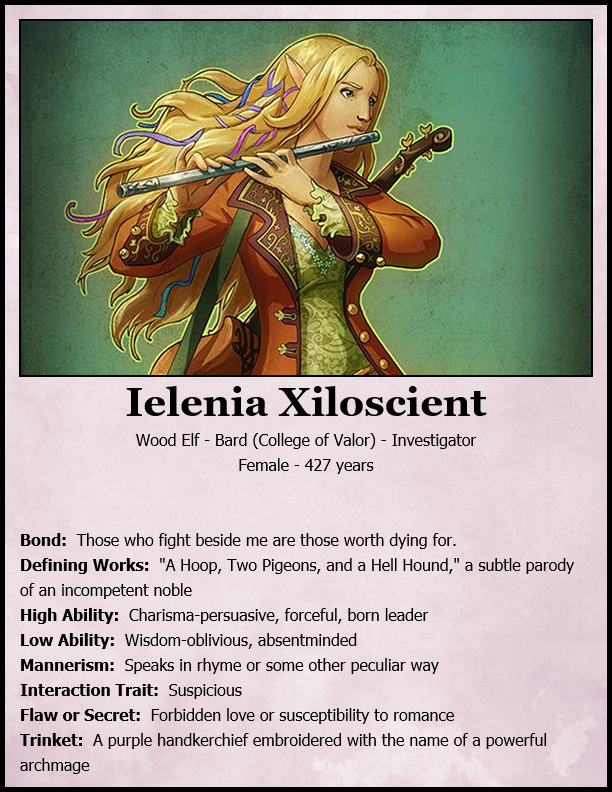 Ielenia Xiloscient
Wood Elf - Bard (College of Valor) - Investigator
Female - 427 years
Bond:  Those who fight beside me are those worth dying for.
Defining Works:  "A Hoop, Two Pigeons, and a Hell Hound," a subtle parody
of an incompetent noble
High Ability:  Charisma-persuasive, forceful, born leader
Low Ability:  Wisdom-oblivious, absentminded
Mannerism:  Speaks in rhyme or some other peculiar way
Interaction Trait:  Suspicious
Flaw or Secret:  Forbidden love or susceptibility to romance
Trinket:  A purple handkerchief embroidered with the name of a powerful
archmage